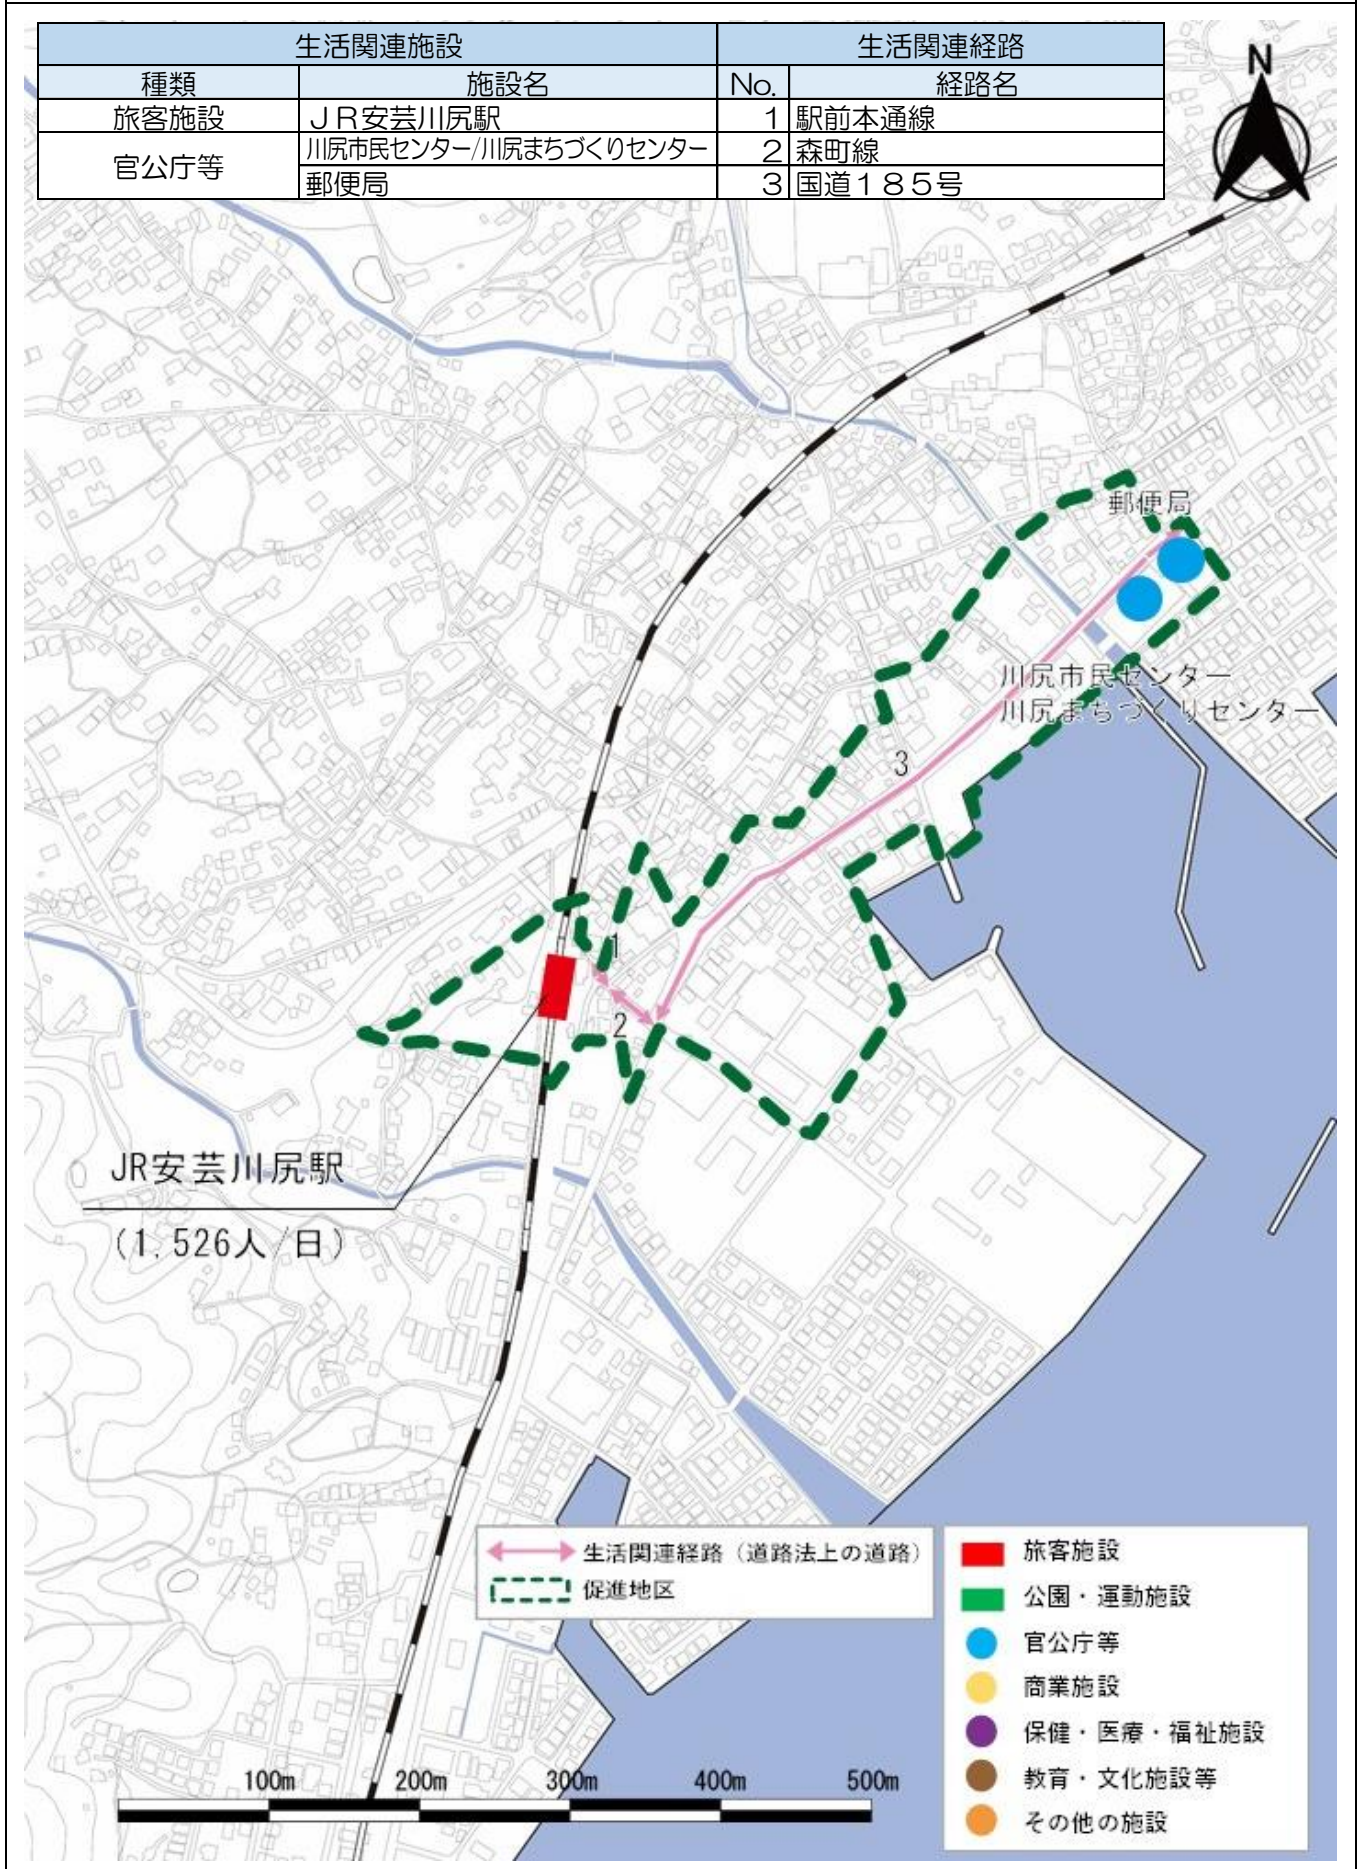 生活関連施設 生活関連経路
種類 施設名 No. 経路名
旅客施設 ＪＲ安芸川尻駅 1 駅前本通線
官公庁等 川尻市民センター/川尻まちづくりセンター 2 森町線
郵便局 3 国道１８５号
N
郵便局
川尻市民センター
川尻まちづくりセンター
3
1
2
JR安芸川尻駅
(1,526人/日)
生活関連経路（道路法上の道路）
促進地区
旅客施設
公園・運動施設
官公庁等
商業施設
保健・医療・福祉施設
教育・文化施設等
その他の施設
100m 200m 300m 400m 500m